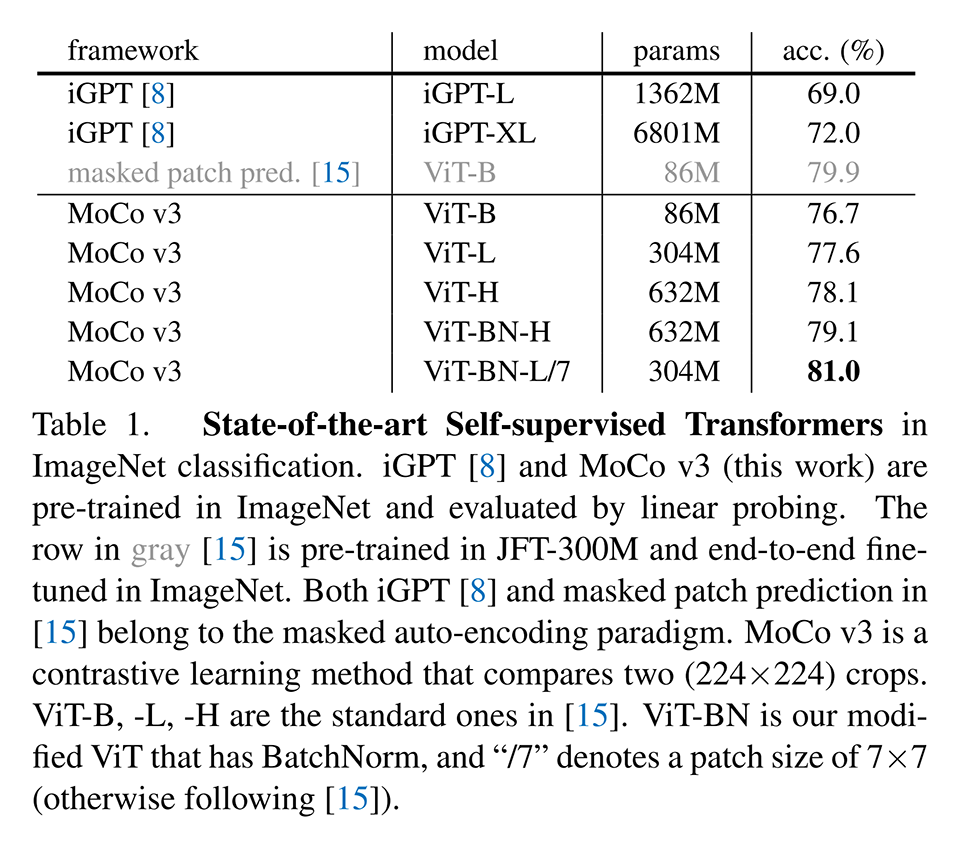 framework model params acc. (%)
iGPT [8] iGPT-L 1362M 69.0
iGPT [8] iGPT-XL 6801M 72.0
masked patch pred. [15] ViT-B 86M 79.9
MoCo v3 ViT-B 86M 76.7
MoCo v3 ViT-L 304M 77.6
MoCo v3 ViT-H 632M 78.1
MoCo v3 ViT-BN-H 632M 79.1
MoCo v3 ViT-BN-L/7 304M 81.0
Table 1. State-of-the-art Self-supervised Transformers in
ImageNet classification. iGPT [8] and MoCo v3 (this work) are
pre-trained in ImageNet and evaluated by linear probing. The
row in gray [15] is pre-trained in JFT-300M and end-to-end fine-
tuned in ImageNet. Both iGPT [8] and masked patch prediction in
[15] belong to the masked auto-encoding paradigm. MoCo v3 is a
contrastive learning method that compares two (224×224) crops.
ViT-B, -L, -H are the standard ones in [15]. ViT-BN is our modi-
fied ViT that has BatchNorm, and “/7” denotes a patch size of 7×7
(otherwise following [15]).